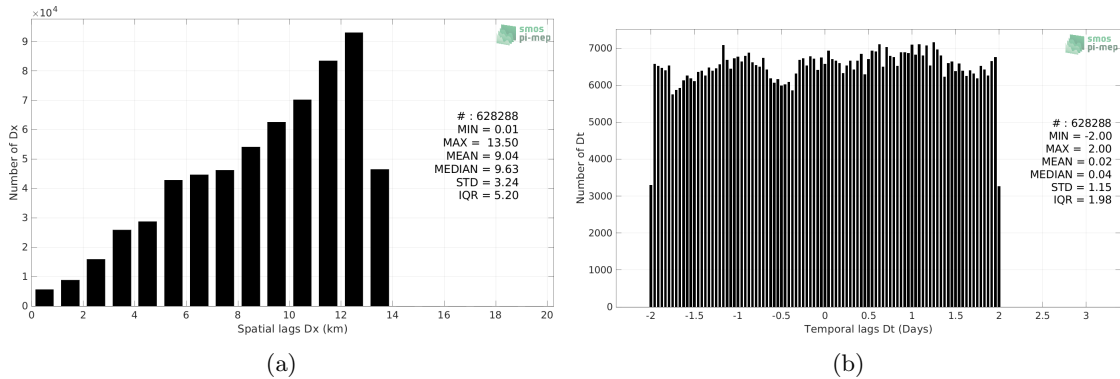 ×10⁴
9
8
7
6
5
4
3
2
1
0
Number of Dx
0 2 4 6 8 10 12 14 16 18 20
Spatial lags Dx (km)
smos
pi-mep
# : 628288
MIN = 0.01
MAX = 13.50
MEAN = 9.04
MEDIAN = 9.63
STD = 3.24
IQR = 5.20
(a)
7000
6000
5000
4000
3000
2000
1000
0
Number of Dt
-2 -1.5 -1 -0.5 0 0.5 1 1.5 2 2.5 3
Temporal lags Dt (Days)
smos
pi-mep
# : 628288
MIN = -2.00
MAX = 2.00
MEAN = 0.02
MEDIAN = 0.04
STD = 1.15
IQR = 1.98
(b)